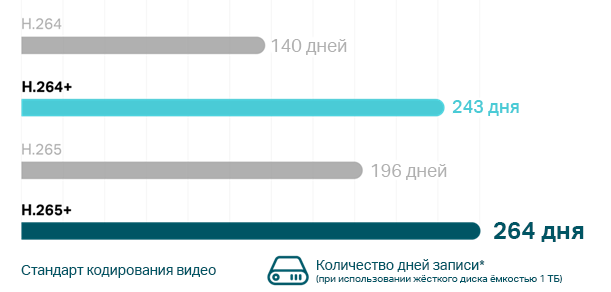 H.264
140 дней
H.264+
243 дня
H.265
196 дней
H.265+
264 дня
Стандарт кодирования видео
Количество дней записи*
(при использовании жёсткого диска ёмкостью 1 ТБ)